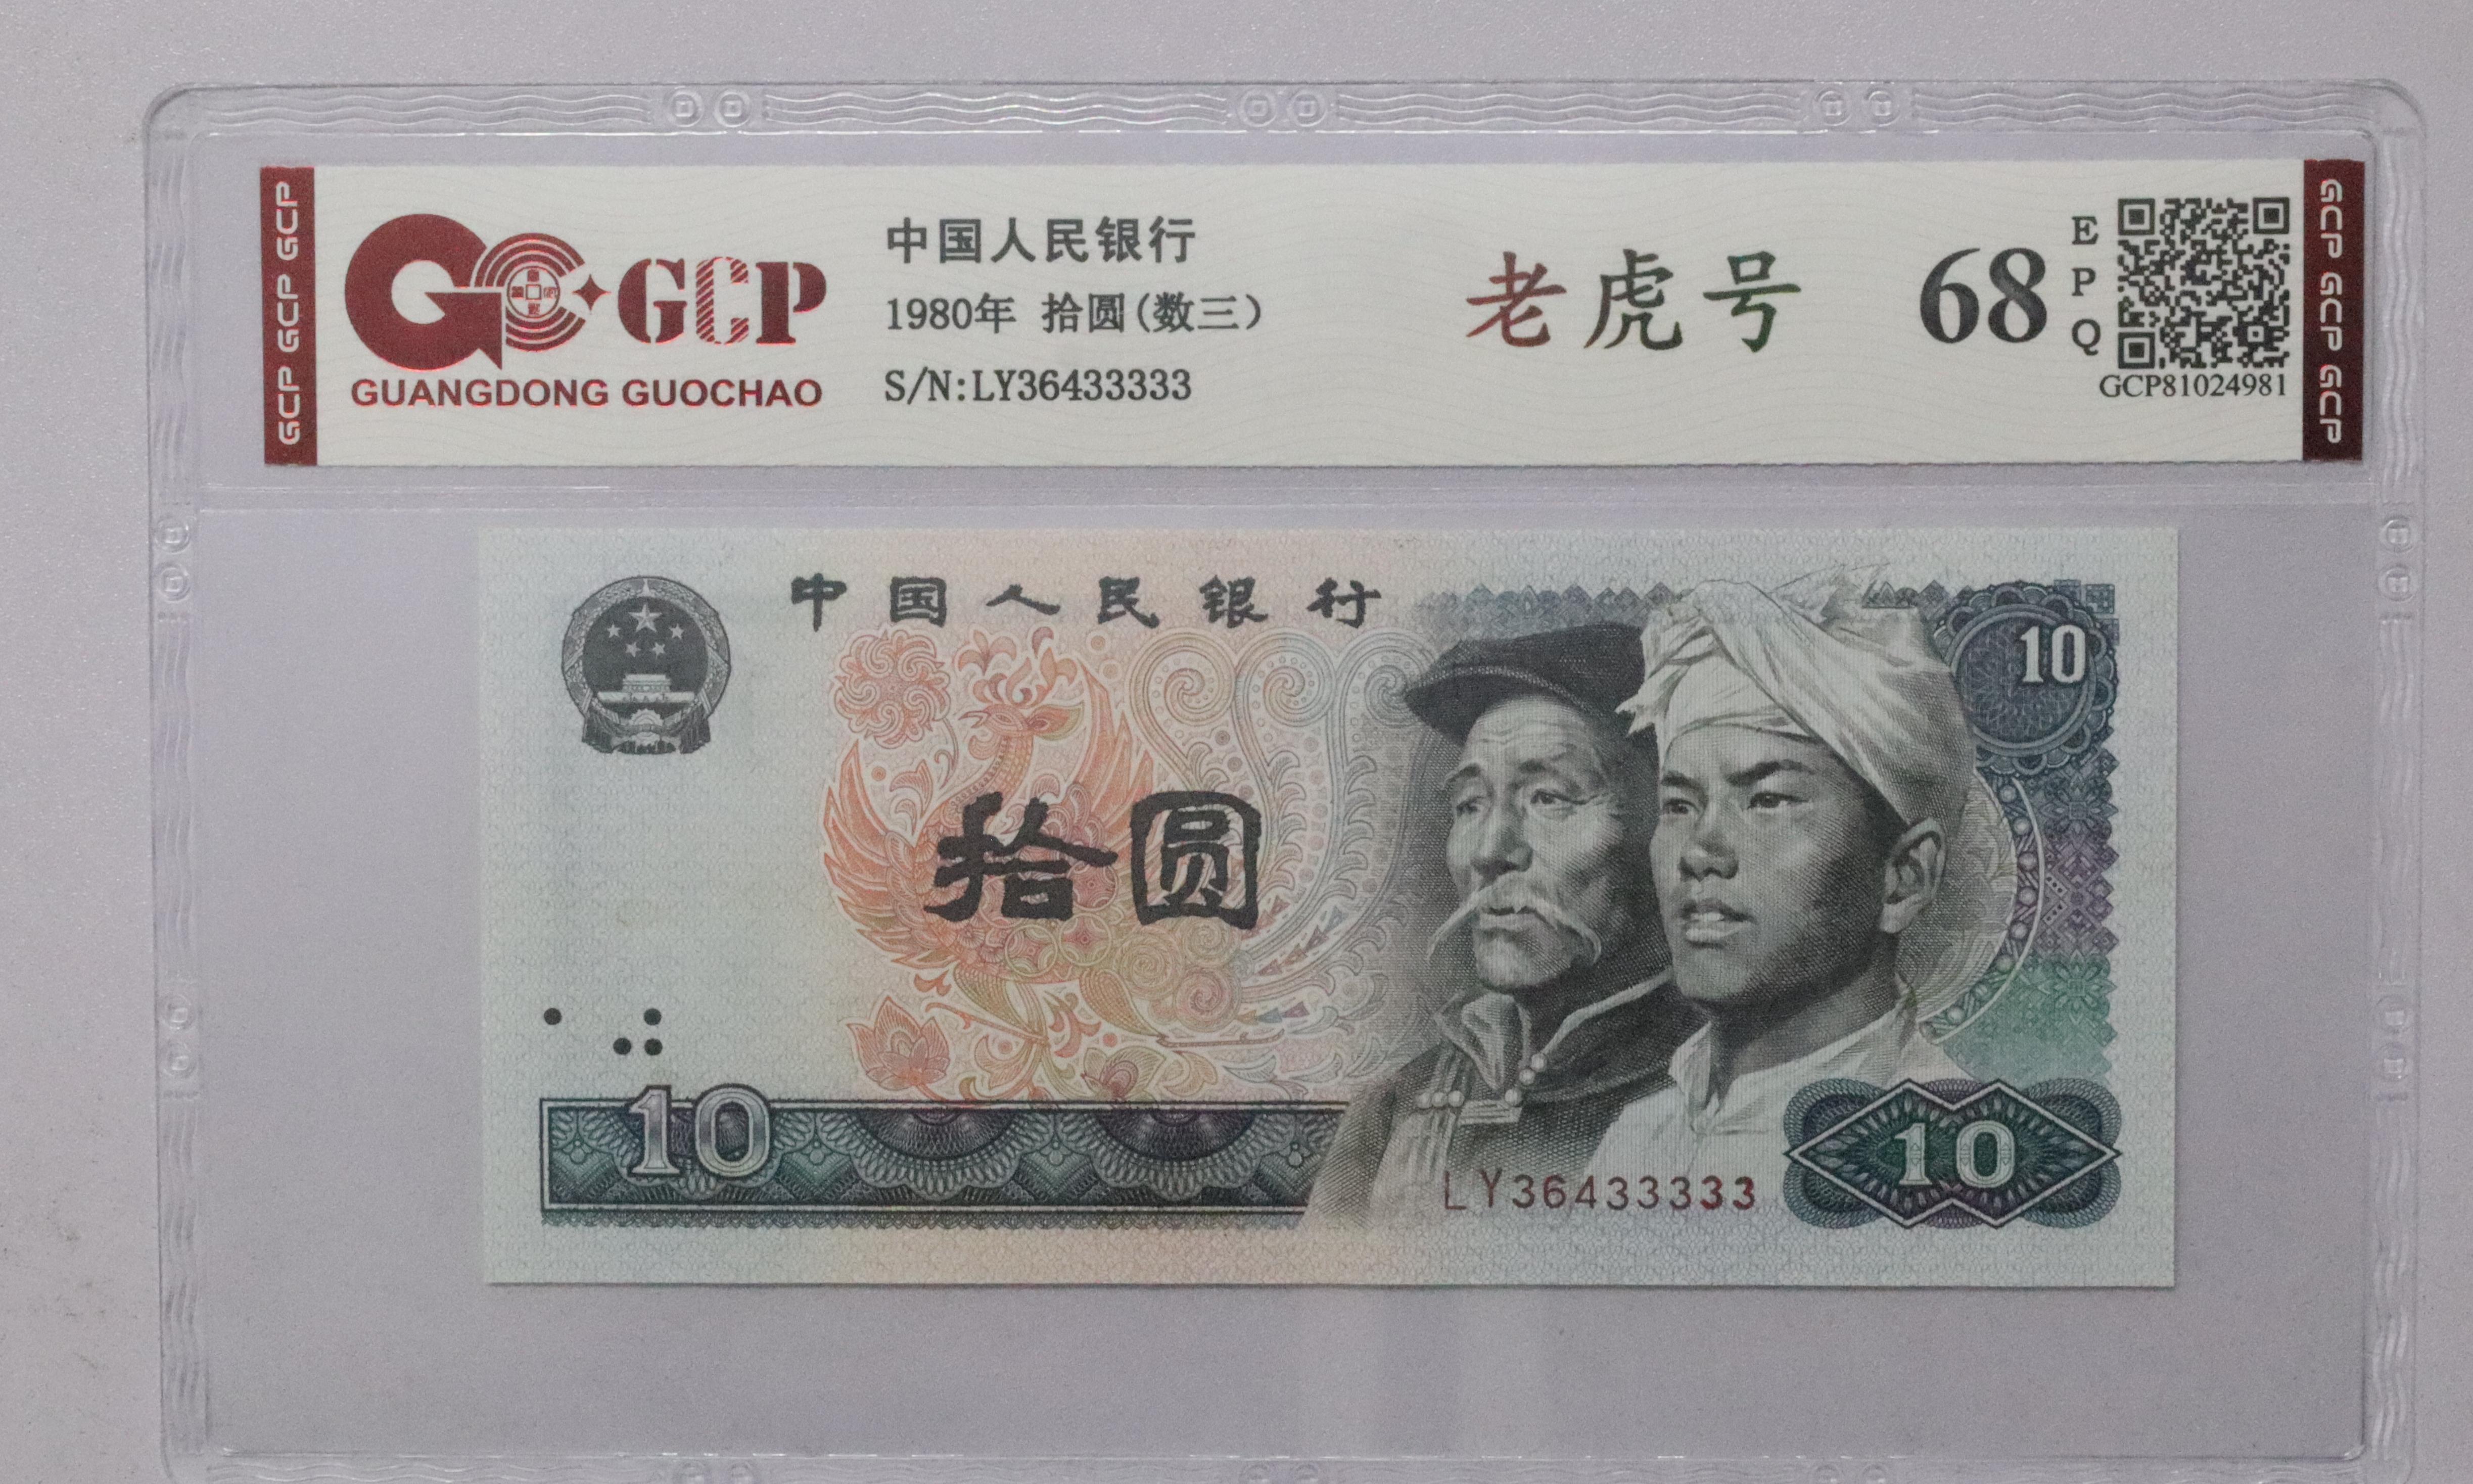 GCP GCP GCP
GCP
GUANGDONG GUOCHAO
中国人民银行
1980年 拾圆(数三)
S/N:LY36433333
老虎号
68
EPQ
GCP81024981
GCP GCP GCP
中国人民银行
10
拾圆
10
LY36433333
10